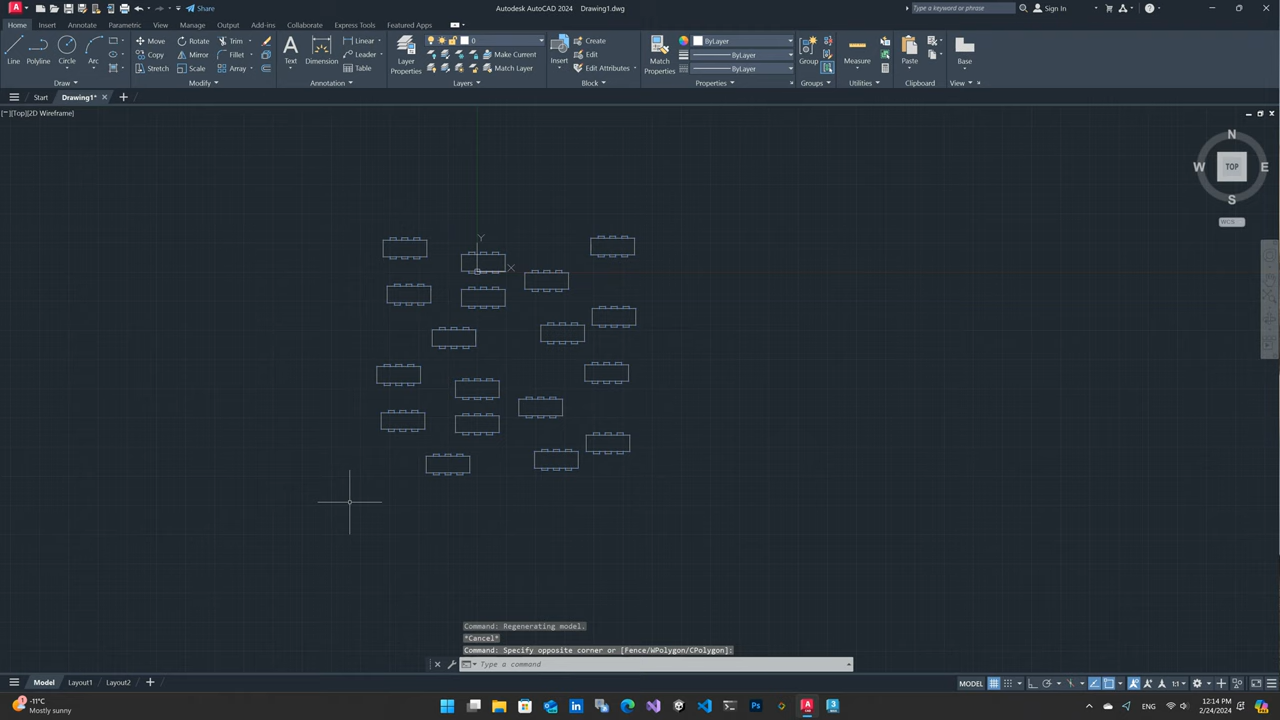 Share
Autodesk AutoCAD 2024 Drawing1.dwg
Type a keyword or phrase
Sign In
Home Insert Annotate Parametric View Manage Output Add-ins Collaborate Express Tools Featured Apps
Line Polyline Circle Arc
Move Rotate Trim
Copy Mirror Fillet
Stretch Scale Array
Text Dimension
Linear
Leader
Table
Layer
Properties
0
Make Current
Match Layer
Insert
Create
Edit
Edit Attributes
Match
Properties
ByLayer
ByLayer
ByLayer
Group
Measure
Paste
Base
Draw Modify Annotation Layers Block Properties Groups Utilities Clipboard View
Start Drawing1*
[−][Top][2D Wireframe]
N
W TOP E
S
WCS
Y
X
Command: Regenerating model.
*Cancel*
Command: Specify opposite corner or [Fence/WPolygon/CPolygon]:
Type a command
Model Layout1 Layout2
MODEL
1:1
-11°C
Mostly sunny
ENG
12:14 PM
2/24/2024